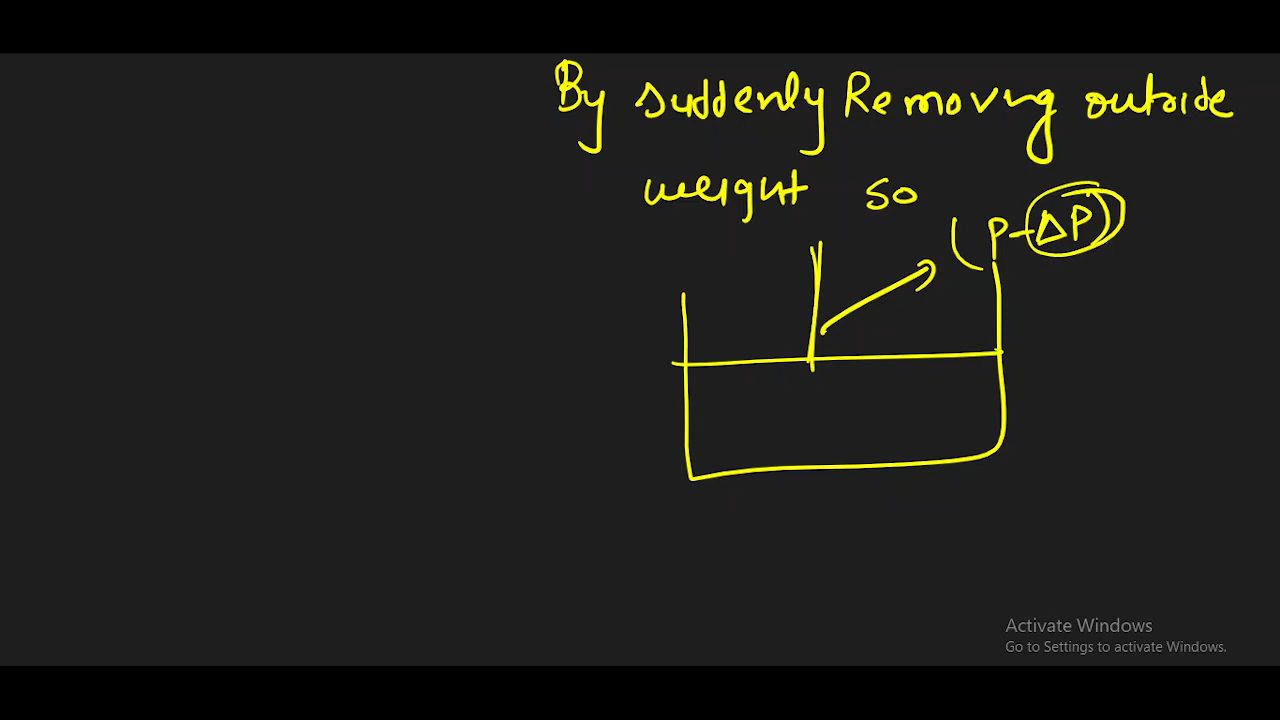 By suddenly Removing outside
weight so
(P-ΔP)
Activate Windows
Go to Settings to activate Windows.